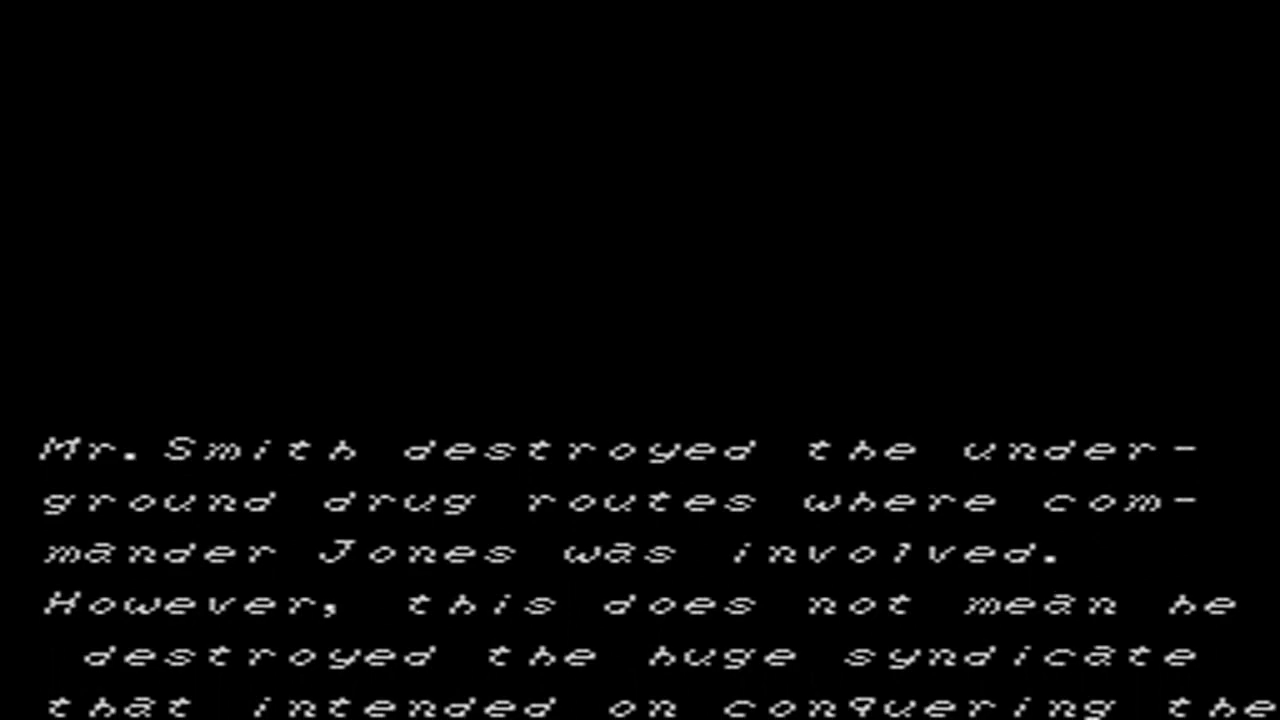 Mr.Smith destroyed the under-
ground drug routes where com-
mander Jones was involved.
However, this does not mean he
destroyed the huge syndicate
that intended on conquering the